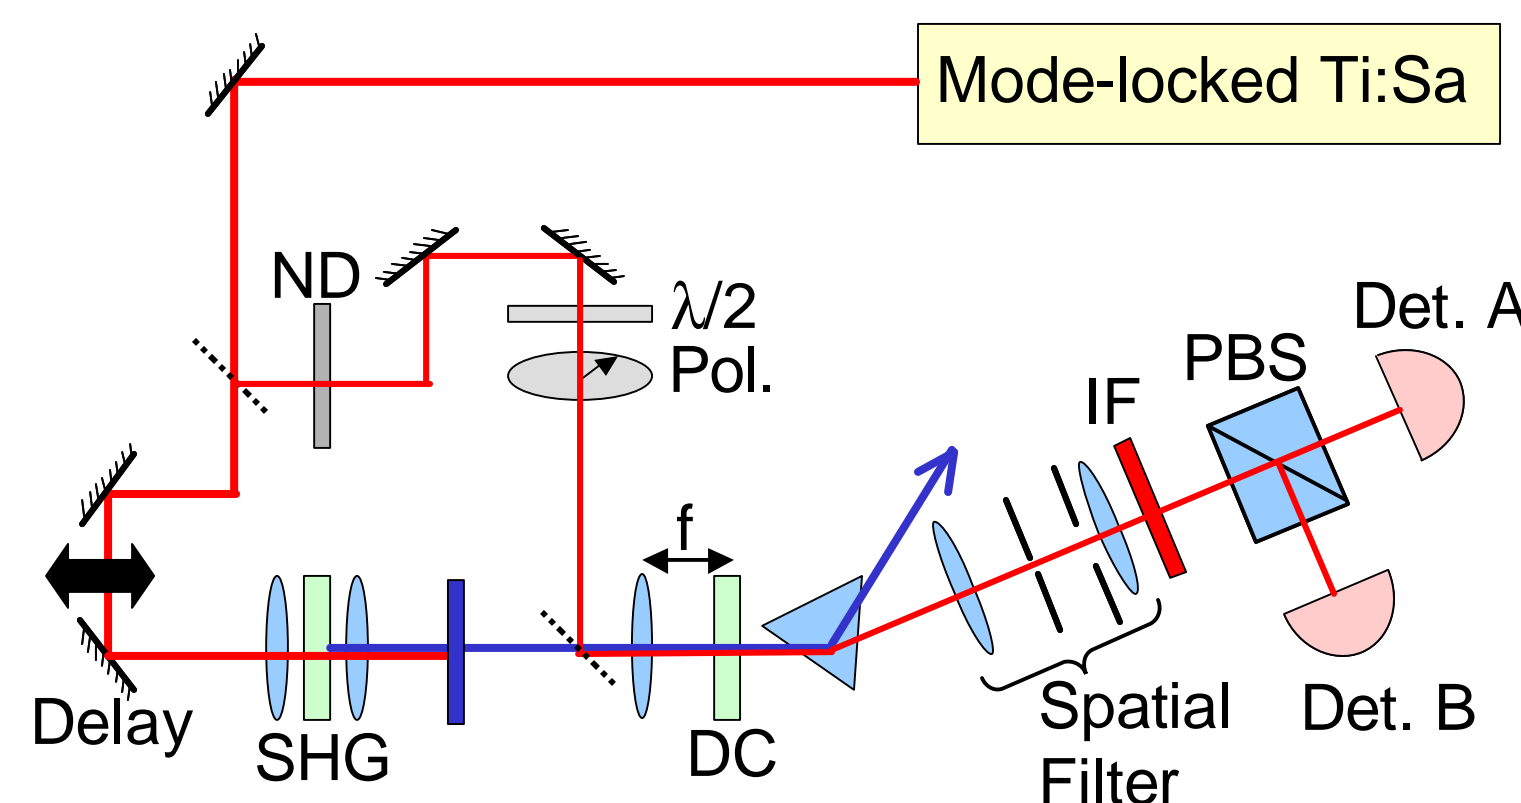 Mode-locked Ti:Sa
ND
λ/2
Pol.
Det. A
PBS
IF
f
Delay
SHG
DC
Spatial
Filter
Det. B